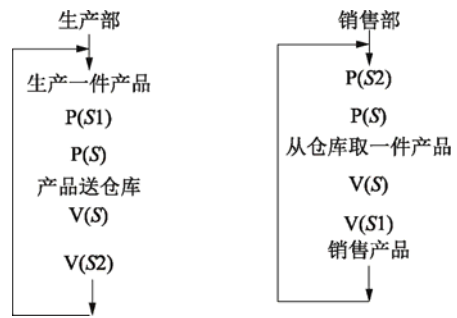 生产部
生产一件产品
P(S1)
P(S)
产品送仓库
V(S)
V(S2)
销售部
P(S2)
P(S)
从仓库取一件产品
V(S)
V(S1)
销售产品